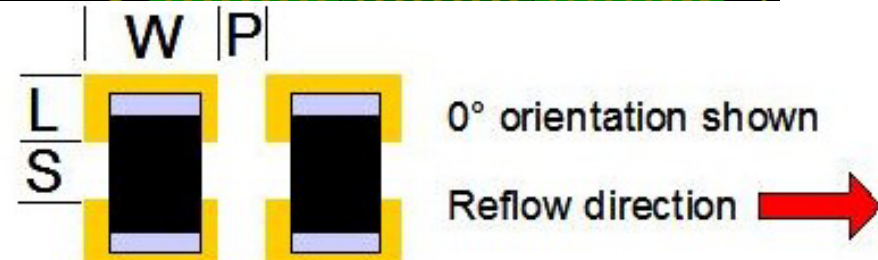 W P
L
0° orientation shown
S
Reflow direction